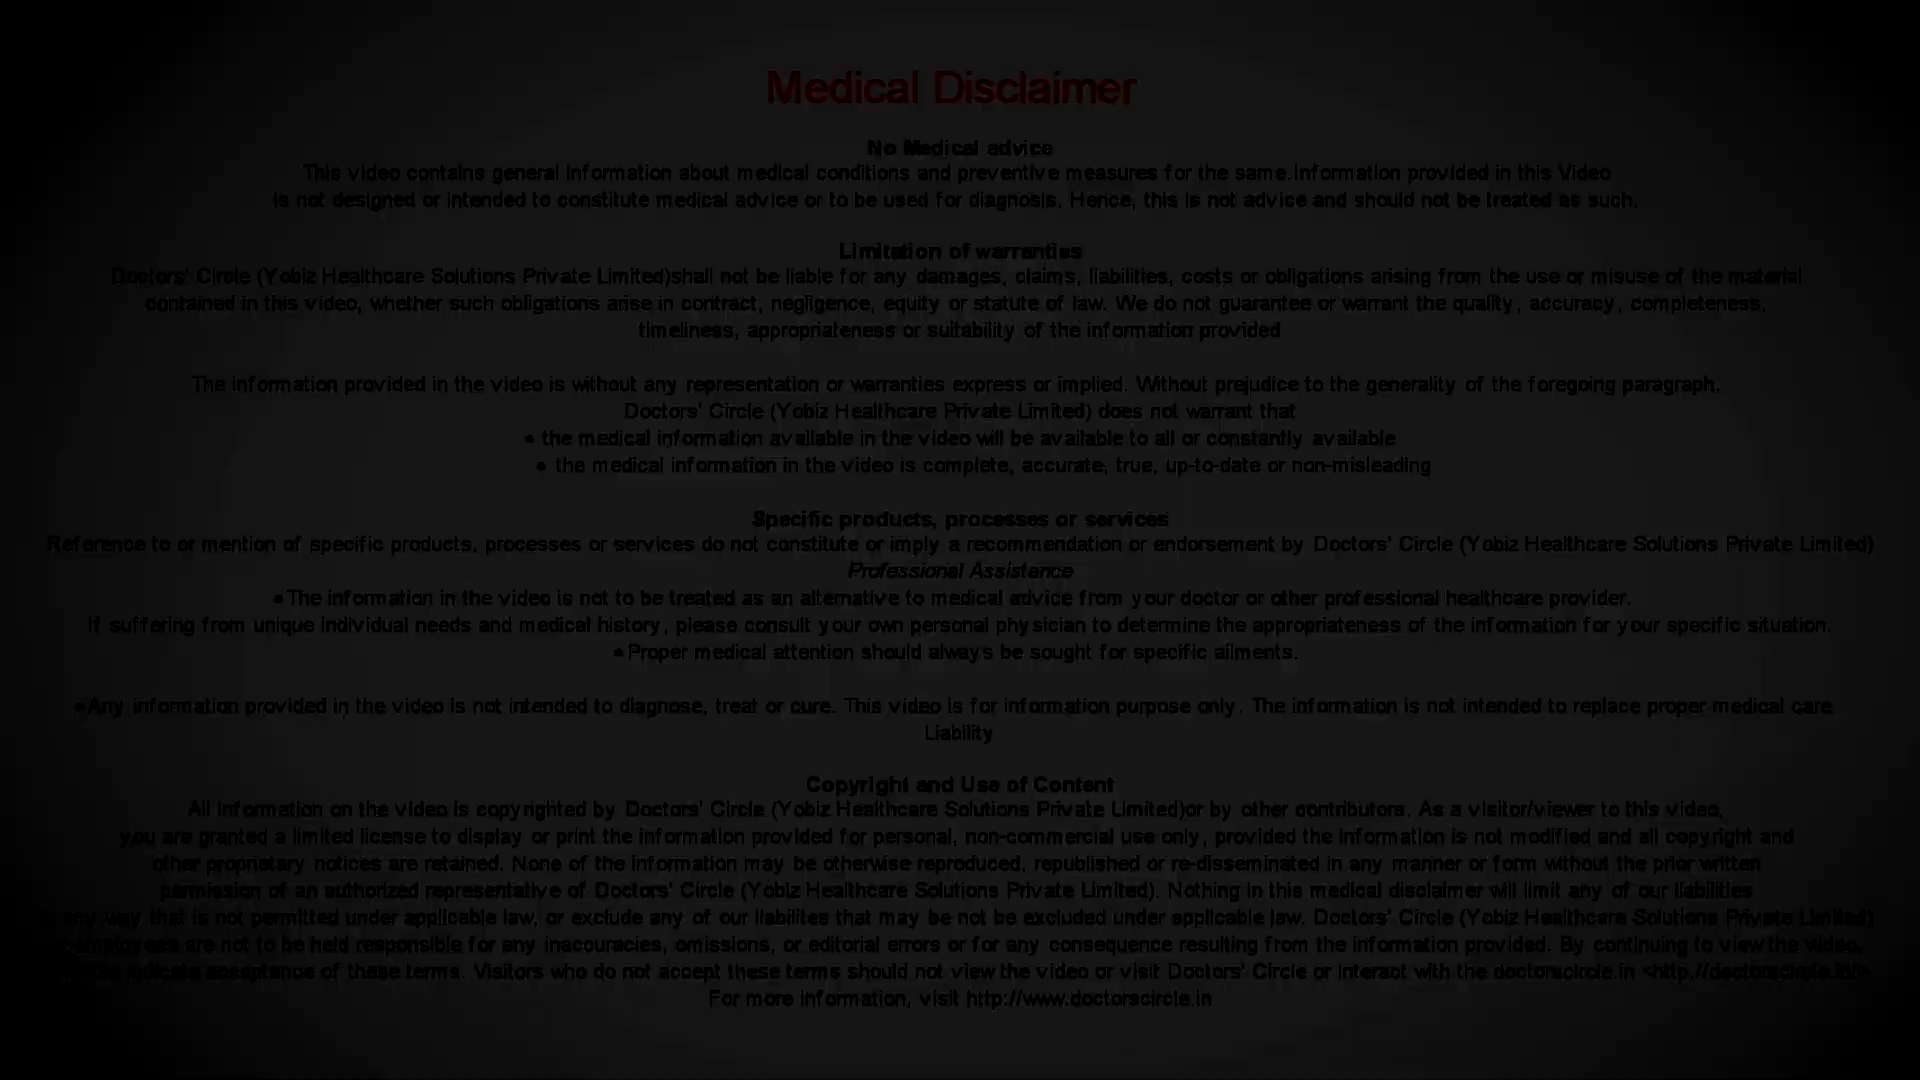 Medical Disclaimer
No Medical advice
This video contains general information about medical conditions and preventive measures for the same.Information provided in this Video
is not designed or intended to constitute medical advice or to be used for diagnosis. Hence, this is not advice and should not be treated as such.
Limitation of warranties
Doctors' Circle (Yobiz Healthcare Solutions Private Limited)shall not be liable for any damages, claims, liabilities, costs or obligations arising from the use or misuse of the material
contained in this video, whether such obligations arise in contract, negligence, equity or statute of law. We do not guarantee or warrant the quality, accuracy, completeness,
timeliness, appropriateness or suitability of the information provided
The information provided in the video is without any representation or warranties express or implied. Without prejudice to the generality of the foregoing paragraph.
Doctors' Circle (Yobiz Healthcare Private Limited) does not warrant that
• the medical information available in the video will be available to all or constantly available
• the medical information in the video is complete, accurate, true, up-to-date or non-misleading
Specific products, processes or services
Reference to or mention of specific products, processes or services do not constitute or imply a recommendation or endorsement by Doctors' Circle (Yobiz Healthcare Solutions Private Limited)
Professional Assistance
•The information in the video is not to be treated as an alternative to medical advice from your doctor or other professional healthcare provider.
If suffering from unique individual needs and medical history, please consult your own personal physician to determine the appropriateness of the information for your specific situation.
•Proper medical attention should always be sought for specific ailments.
•Any information provided in the video is not intended to diagnose, treat or cure. This video is for information purpose only. The information is not intended to replace proper medical care.
Liability
Copyright and Use of Content
All information on the video is copyrighted by Doctors' Circle (Yobiz Healthcare Solutions Private Limited)or by other contributors. As a visitor/viewer to this video,
you are granted a limited license to display or print the information provided for personal, non-commercial use only, provided the information is not modified and all copyright and
other proprietary notices are retained. None of the information may be otherwise reproduced, republished or re-disseminated in any manner or form without the prior written
permission of an authorized representative of Doctors' Circle (Yobiz Healthcare Solutions Private Limited). Nothing in this medical disclaimer will limit any of our liabilities
any way that is not permitted under applicable law, or exclude any of our liabilites that may be not be excluded under applicable law. Doctors' Circle (Yobiz Healthcare Solutions Private Limited)
employees are not to be held responsible for any inaccuracies, omissions, or editorial errors or for any consequence resulting from the information provided. By continuing to view the video,
indicate acceptance of these terms. Visitors who do not accept these terms should not view the video or visit Doctors' Circle or interact with the doctorscircle.in <http://doctorscircle.in/>
For more information, visit http://www.doctorscircle.in